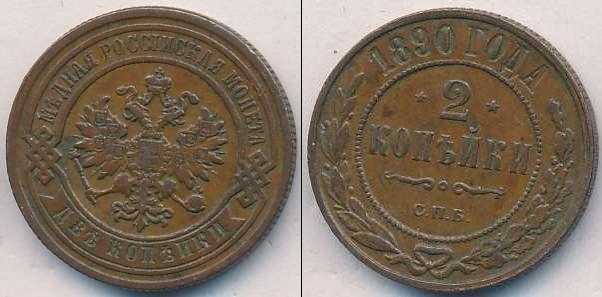 МѢДНАЯ РОССІЙСКАЯ МОНЕТА
ДВѢ КОПѢЙКИ
1890 ГОДА
2
КОПѢЙКИ
С.П.Б.